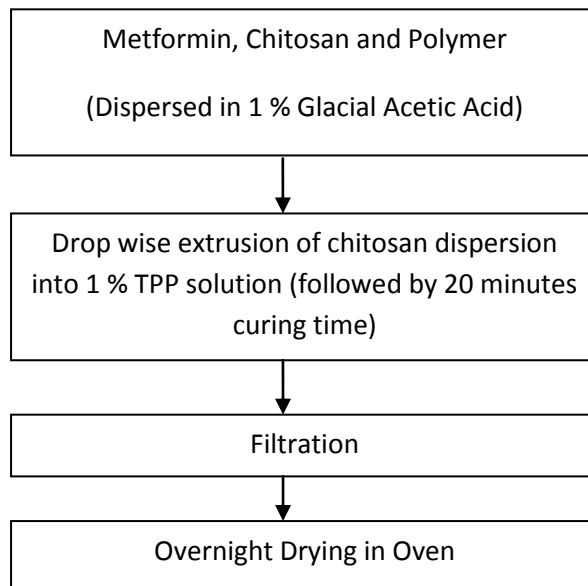 Metformin, Chitosan and Polymer
(Dispersed in 1 % Glacial Acetic Acid)
Drop wise extrusion of chitosan dispersion
into 1 % TPP solution (followed by 20 minutes
curing time)
Filtration
Overnight Drying in Oven